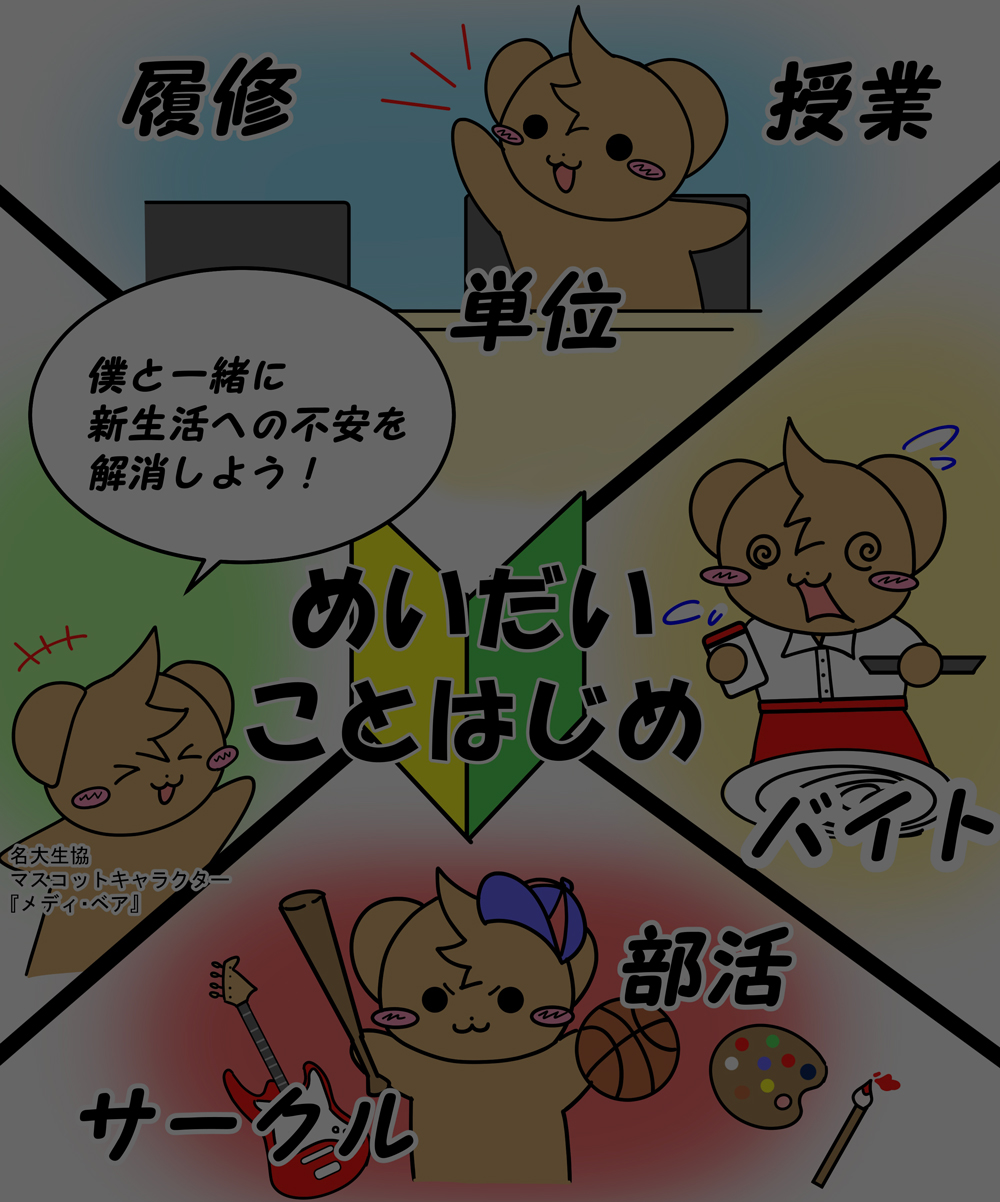 履修
授業
単位
僕と一緒に
新生活への不安を
解消しよう！
めいだい
ことはじめ
バイト
名大生協
マスコットキャラクター
『メディ・ベア』
部活
サークル